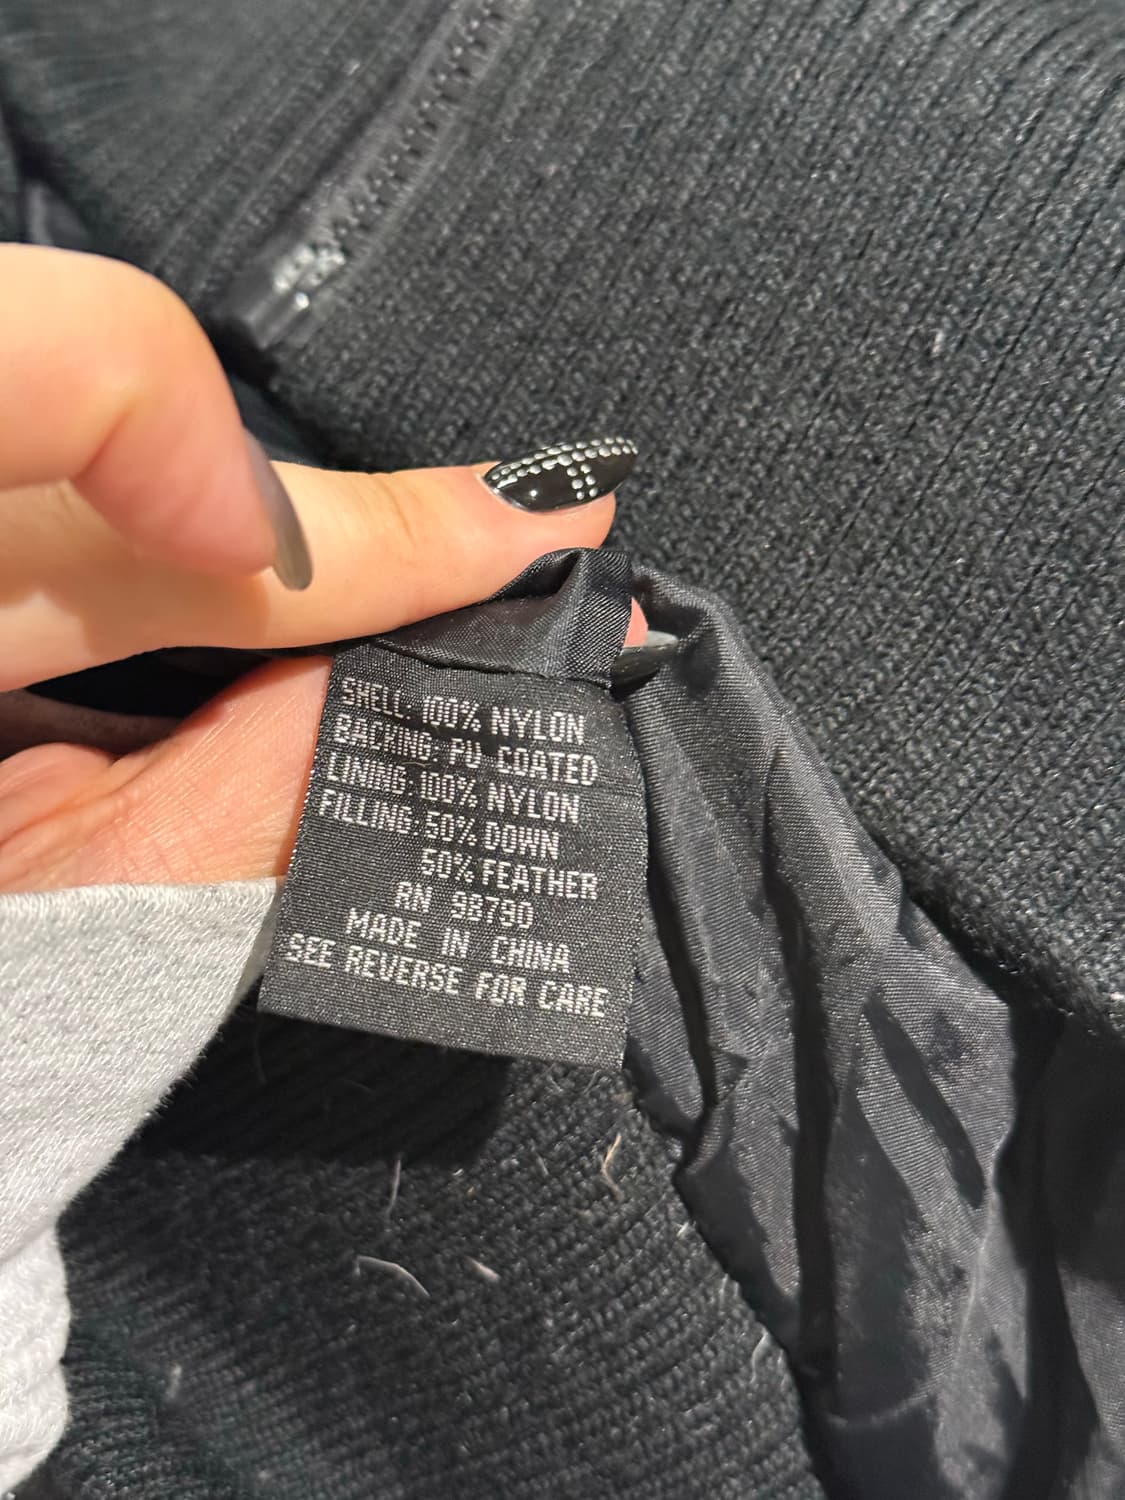 SHELL: 100% NYLON
BACKING: PU COATED
LINING: 100% NYLON
FILLING: 50% DOWN
50% FEATHER
RN 98780
MADE IN CHINA
SEE REVERSE FOR CARE